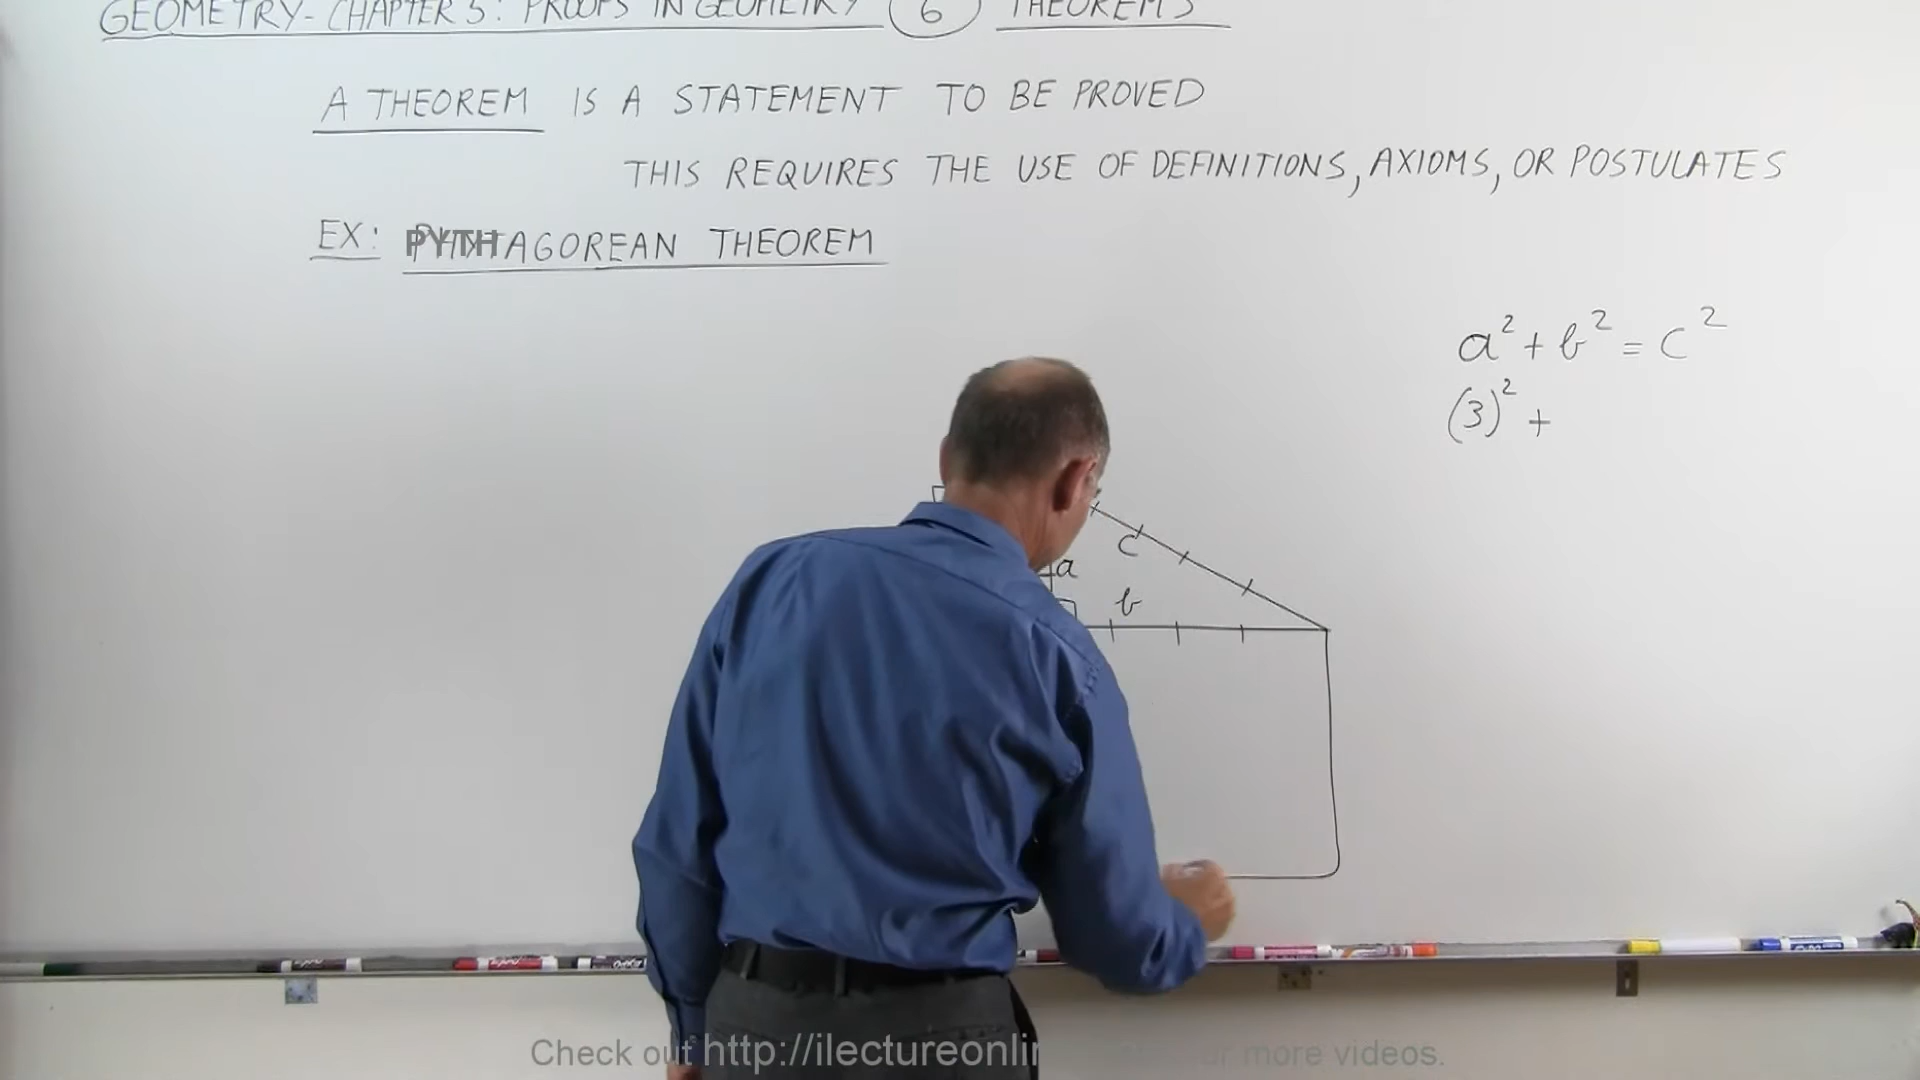 GEOMETRY - CHAPTER 5: PROOFS IN GEOMETRY 6 THEOREMS
A THEOREM IS A STATEMENT TO BE PROVED
THIS REQUIRES THE USE OF DEFINITIONS, AXIOMS, OR POSTULATES
EX: PYTHAGOREAN THEOREM
a² + b² = c²
(3)² +
c
a
b
Check out http://ilectureonli
more videos.